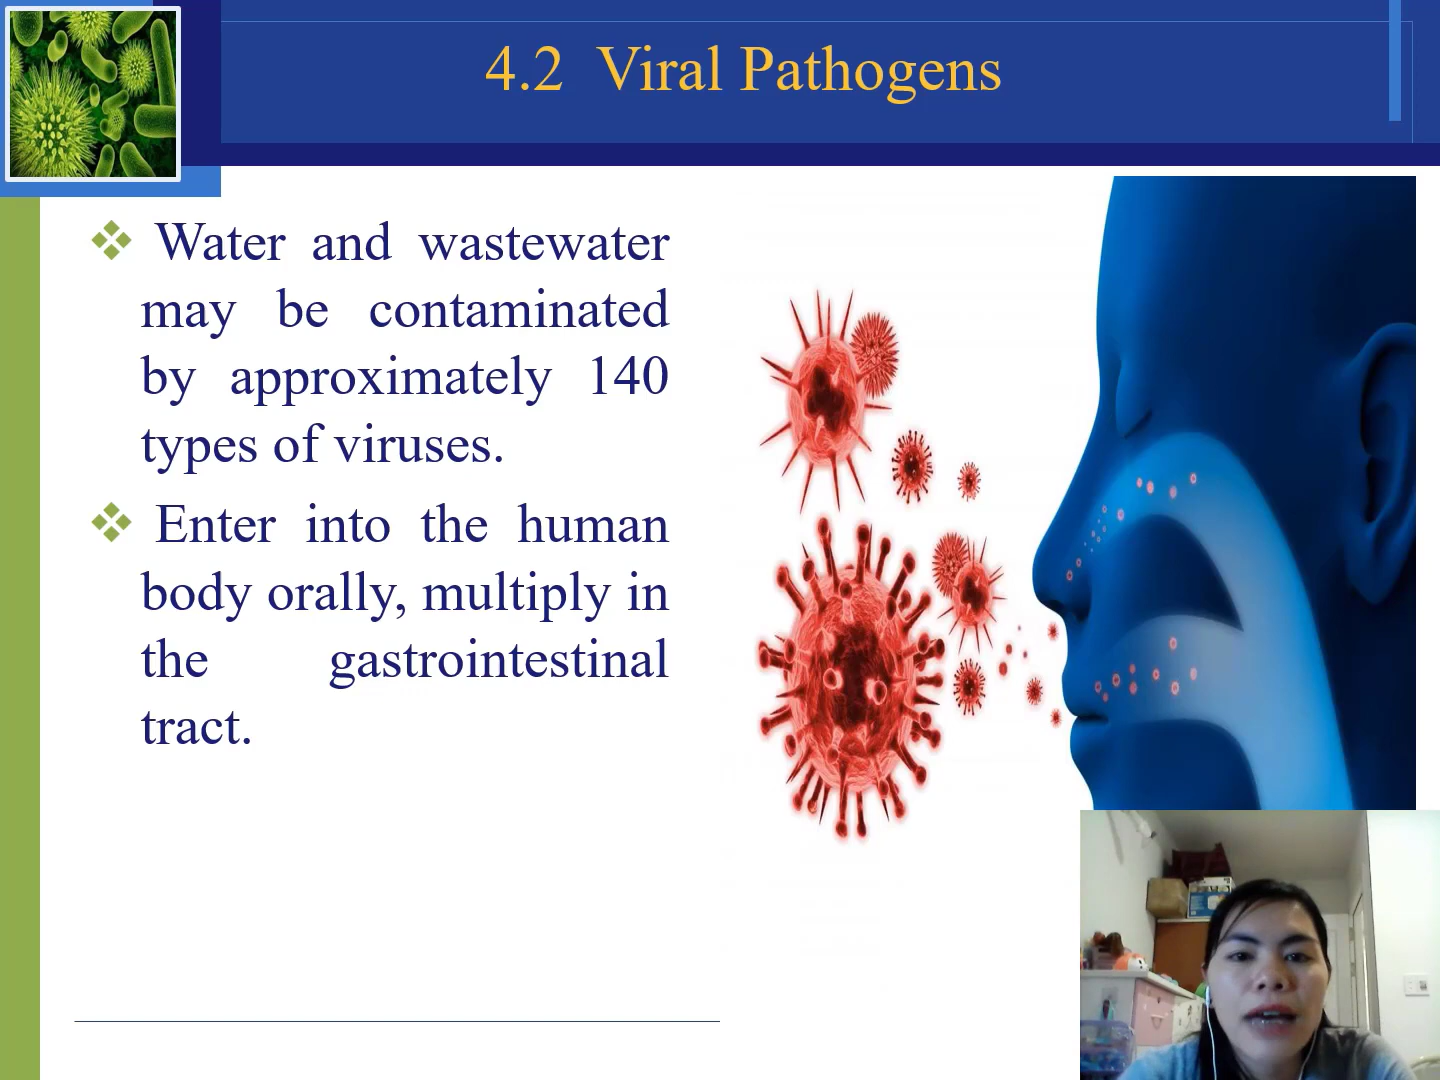 4.2 Viral Pathogens
Water and wastewater
may be contaminated
by approximately 140
types of viruses.
Enter into the human
body orally, multiply in
the gastrointestinal
tract.